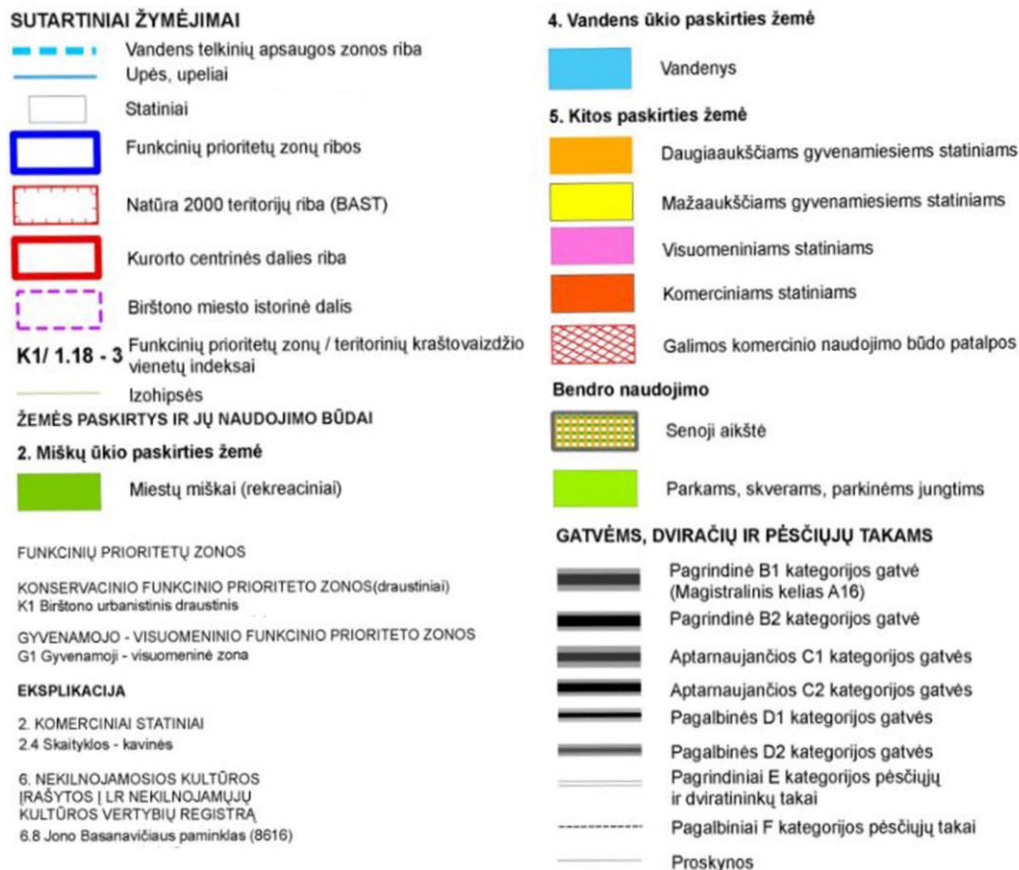 SUTARTINIAI ŽYMĖJIMAI
Vandens telkinių apsaugos zonos riba
Upės, upeliai
Statiniai
Funkcinių prioritetų zonų ribos
Natūra 2000 teritorijų riba (BAST)
Kurorto centrinės dalies riba
Birštono miesto istorinė dalis
K1/ 1.18 - 3 Funkcinių prioritetų zonų / teritorinių kraštovaizdžio
vienetų indeksai
Izohipsės
ŽEMĖS PASKIRTYS IR JŲ NAUDOJIMO BŪDAI
2. Miškų ūkio paskirties žemė
Miestų miškai (rekreaciniai)
FUNKCINIŲ PRIORITETŲ ZONOS
KONSERVACINIO FUNKCINIO PRIORITETO ZONOS(draustiniai)
K1 Birštono urbanistinis draustinis
GYVENAMOJO - VISUOMENINIO FUNKCINIO PRIORITETO ZONOS
G1 Gyvenamoji - visuomeninė zona
EKSPLIKACIJA
2. KOMERCINIAI STATINIAI
2.4 Skaityklos - kavinės
6. NEKILNOJAMOSIOS KULTŪROS
ĮRAŠYTOS Į LR NEKILNOJAMŲJŲ
KULTŪROS VERTYBIŲ REGISTRĄ
6.8 Jono Basanavičiaus paminklas (8616)
4. Vandens ūkio paskirties žemė
Vandenys
5. Kitos paskirties žemė
Daugiaaukščiams gyvenamiesiems statiniams
Mažaaukščiams gyvenamiesiems statiniams
Visuomeniniams statiniams
Komerciniams statiniams
Galimos komercinio naudojimo būdo patalpos
Bendro naudojimo
Senoji aikštė
Parkams, skverams, parkinėms jungtims
GATVĖMS, DVIRAČIŲ IR PĖSČIŲJŲ TAKAMS
Pagrindinė B1 kategorijos gatvė
(Magistralinis kelias A16)
Pagrindinė B2 kategorijos gatvė
Aptarnaujančios C1 kategorijos gatvės
Aptarnaujančios C2 kategorijos gatvės
Pagalbinės D1 kategorijos gatvės
Pagalbinės D2 kategorijos gatvės
Pagrindiniai E kategorijos pėsčiųjų
ir dviratininkų takai
Pagalbiniai F kategorijos pėsčiųjų takai
Proskynos